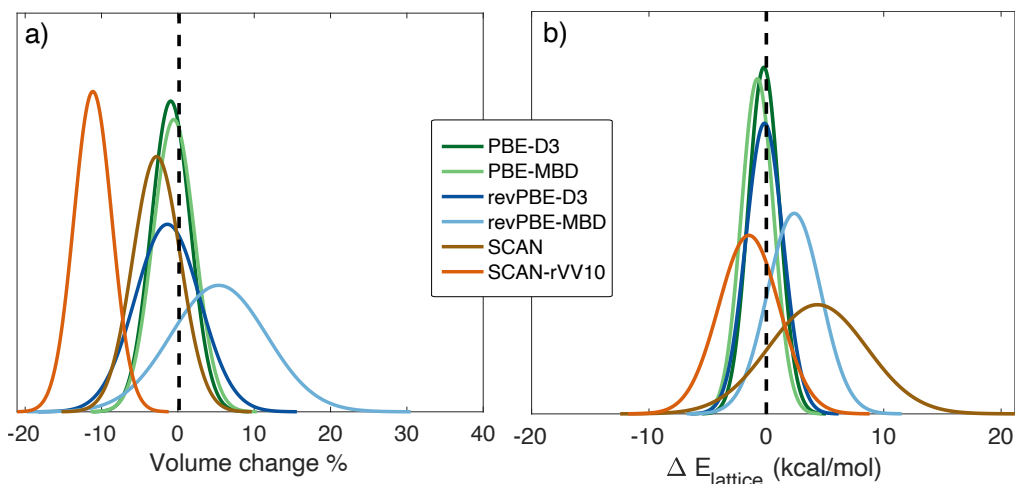 a)
-20 -10 0 10 20 30 40
Volume change %
PBE-D3
PBE-MBD
revPBE-D3
revPBE-MBD
SCAN
SCAN-rVV10
b)
-20 -10 0 10 20
Δ E_lattice (kcal/mol)